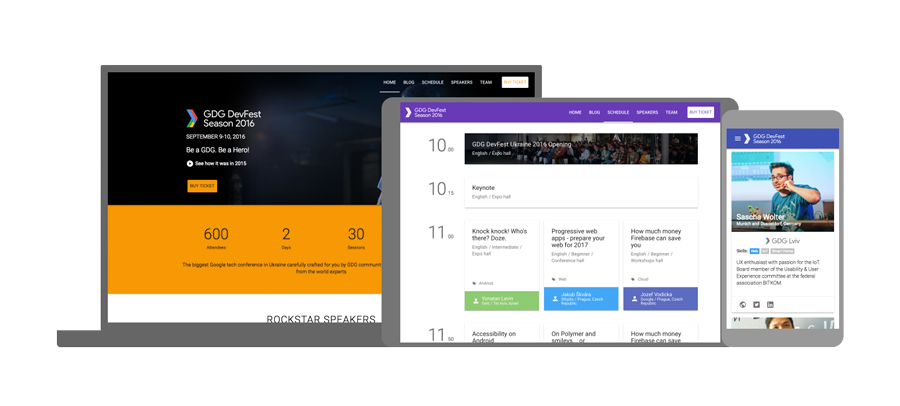 HOME BLOG SCHEDULE SPEAKERS TEAM BUY TICKET
GDG DevFest
Season 2016
SEPTEMBER 9-10, 2016
Be a GDG. Be a Hero!
See how it was in 2015
BUY TICKET
600 2 30
Attendees Days Sessions
The biggest Google tech conference in Ukraine carefully crafted for you by GDG communit
from the world experts
ROCKSTAR SPEAKERS
GDG DevFest
Season 2016
HOME BLOG SCHEDULE SPEAKERS TEAM BUY TICKET
10 00
GDG DevFest Ukraine 2016 Opening
English / Expo hall
10 15
Keynote
English / Expo hall
11 00
Knock knock! Who's
there? Doze.
English / Intermediate /
Expo hall
Android
Yonatan Levin
Gett / Tel Aviv, Israel
Progressive web
apps - prepare your
web for 2017
English / Beginner /
Conference hall
Web
Jakub Škvára
Shopito / Prague, Czech
Republic
How much money
Firebase can save
you
English / Beginner /
Workshops hall
Cloud
Jozef Vodicka
Google / Prague, Czech
Republic
11 50
Accessibility on
Android
On Polymer and
smileys... or
How much money
Firebase can save
GDG DevFest
Season 2016
Sascha Wolter
Munich and Duesseldorf, Germany
GDG Lviv
Skills: Web IoT
UX enthusiast with passion for the IoT.
Board member of the Usability & User
Experience committee at the federal
association BITKOM.